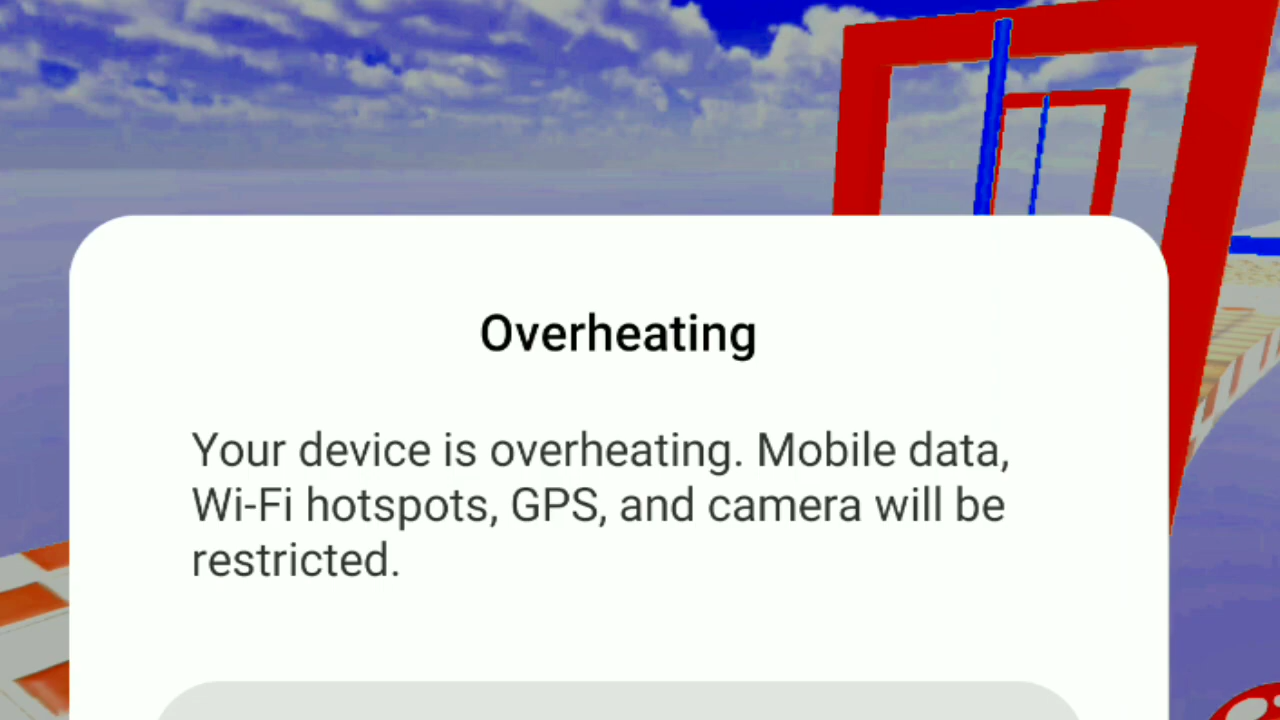 Overheating
Your device is overheating. Mobile data,
Wi-Fi hotspots, GPS, and camera will be
restricted.